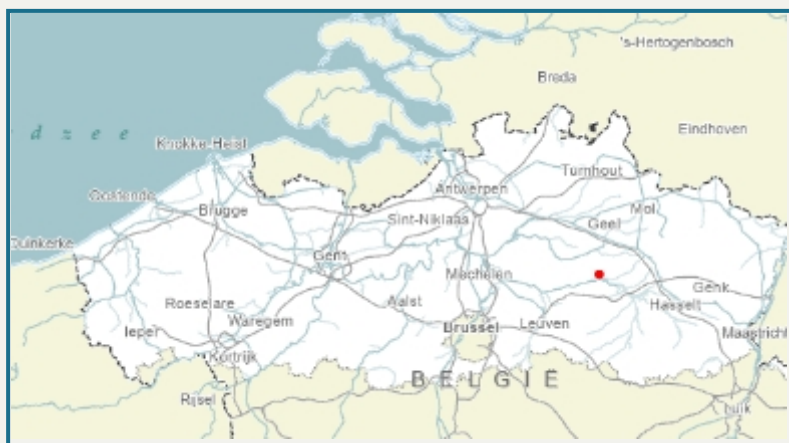 's-Hertogenbosch
Breda
Eindhoven
d z e e
Knokke-Heist
Turnhout
Antwerpen
Oostende
Brugge
Mol
Sint-Niklaas
Geel
Duinkerke
Gent
Mechelen
Genk
Roeselare
Aalst
Hasselt
Ieper
Waregem
Brussel
Leuven
Maastricht
Kortrijk
BELGIË
Rijsel
Luik